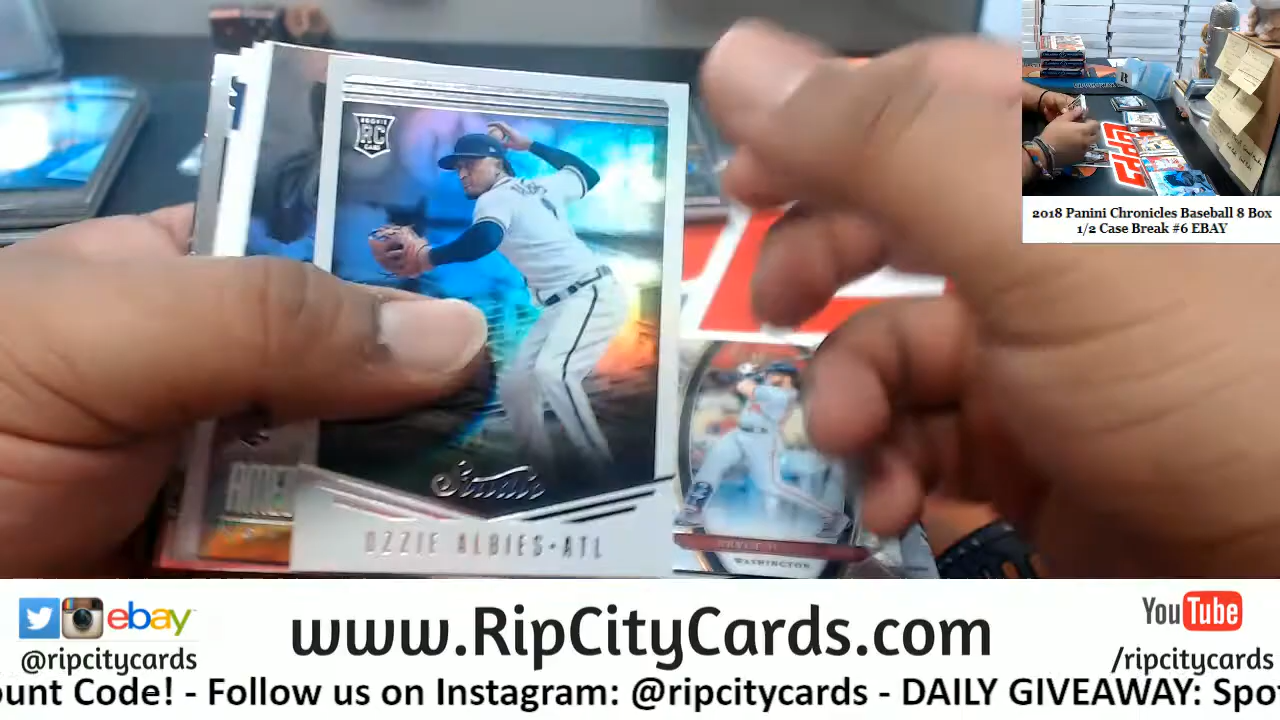 ROOKIE
RC
CARD
Studio
OZZIE ALBIES • ATL
WASHINGTON
2018 Panini Chronicles Baseball 8 Box
1/2 Case Break #6 EBAY
ebay
@ripcitycards
www.RipCityCards.com
YouTube
/ripcitycards
ount Code! - Follow us on Instagram: @ripcitycards - DAILY GIVEAWAY: Spo